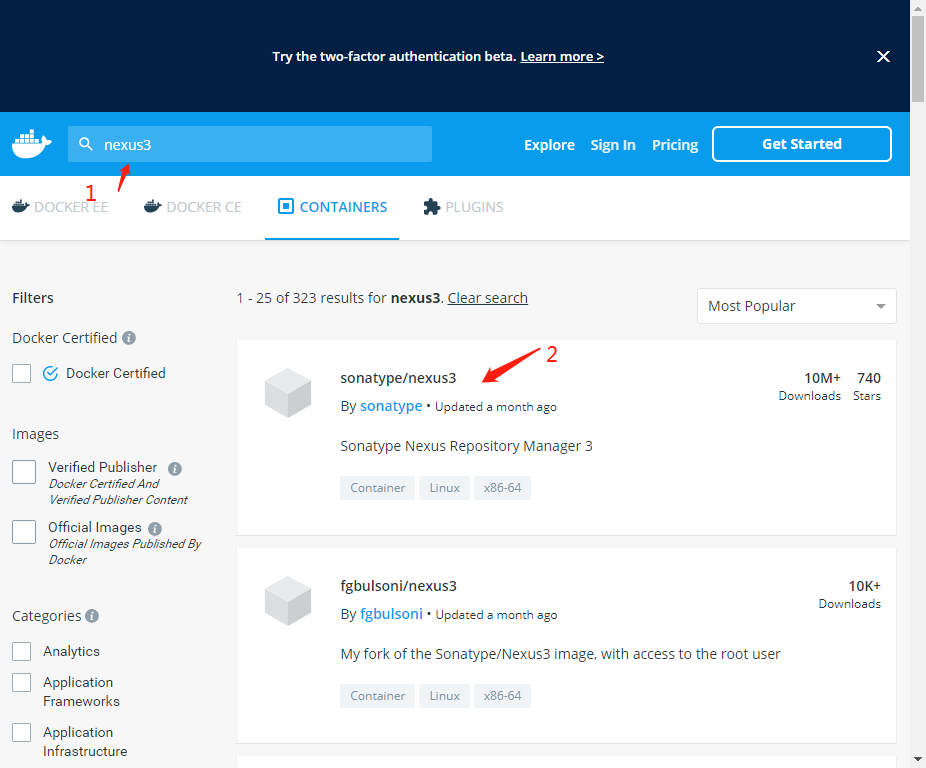 Try the two-factor authentication beta. Learn more >
nexus3
Explore Sign In Pricing Get Started
1
DOCKER EE DOCKER CE CONTAINERS PLUGINS
Filters
1 - 25 of 323 results for nexus3. Clear search
Most Popular
Docker Certified
Docker Certified
Images
Verified Publisher
Docker Certified And
Verified Publisher Content
Official Images
Official Images Published By
Docker
Categories
Analytics
Application
Frameworks
Application
Infrastructure
2
sonatype/nexus3
10M+ 740
Downloads Stars
By sonatype • Updated a month ago
Sonatype Nexus Repository Manager 3
Container Linux x86-64
fgbulsoni/nexus3
10K+
Downloads
By fgbulsoni • Updated a month ago
My fork of the Sonatype/Nexus3 image, with access to the root user
Container Linux x86-64